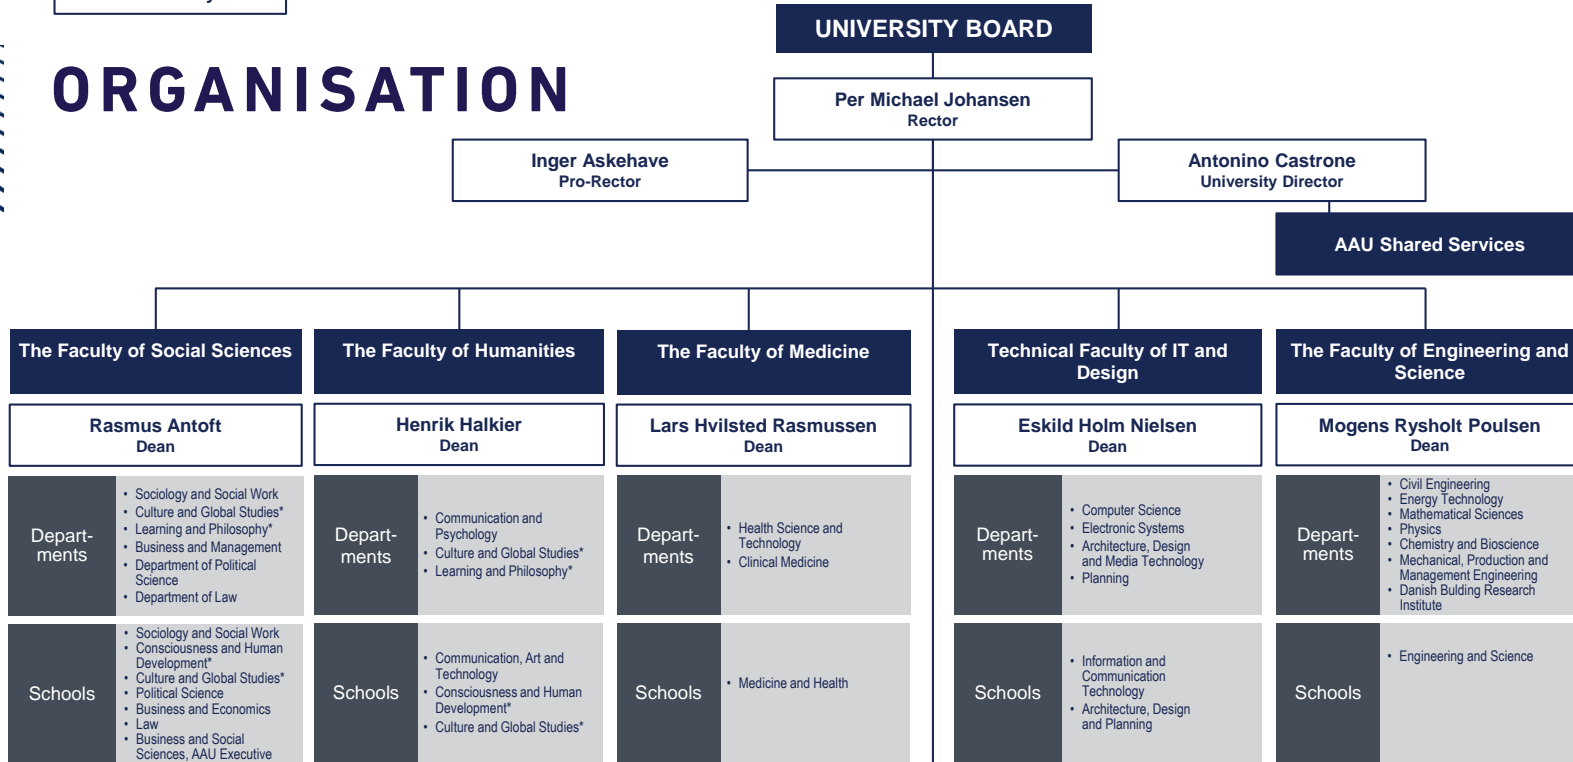 ORGANISATION
UNIVERSITY BOARD
Per Michael Johansen
Rector
Inger Askehave
Pro-Rector
Antonino Castrone
University Director
AAU Shared Services
The Faculty of Social Sciences
Rasmus Antoft
Dean
Depart-
ments
• Sociology and Social Work
• Culture and Global Studies*
• Learning and Philosophy*
• Business and Management
• Department of Political
Science
• Department of Law
Schools
• Sociology and Social Work
• Consciousness and Human
Development*
• Culture and Global Studies*
• Political Science
• Business and Economics
• Law
• Business and Social
Sciences, AAU Executive
The Faculty of Humanities
Henrik Halkier
Dean
Depart-
ments
• Communication and
Psychology
• Culture and Global Studies*
• Learning and Philosophy*
Schools
• Communication, Art and
Technology
• Consciousness and Human
Development*
• Culture and Global Studies*
The Faculty of Medicine
Lars Hvilsted Rasmussen
Dean
Depart-
ments
• Health Science and
Technology
• Clinical Medicine
Schools
• Medicine and Health
Technical Faculty of IT and
Design
Eskild Holm Nielsen
Dean
Depart-
ments
• Computer Science
• Electronic Systems
• Architecture, Design
and Media Technology
• Planning
Schools
• Information and
Communication
Technology
• Architecture, Design
and Planning
The Faculty of Engineering and
Science
Mogens Rysholt Poulsen
Dean
Depart-
ments
• Civil Engineering
• Energy Technology
• Mathematical Sciences
• Physics
• Chemistry and Bioscience
• Mechanical, Production and
Management Engineering
• Danish Bulding Research
Institute
Schools
• Engineering and Science